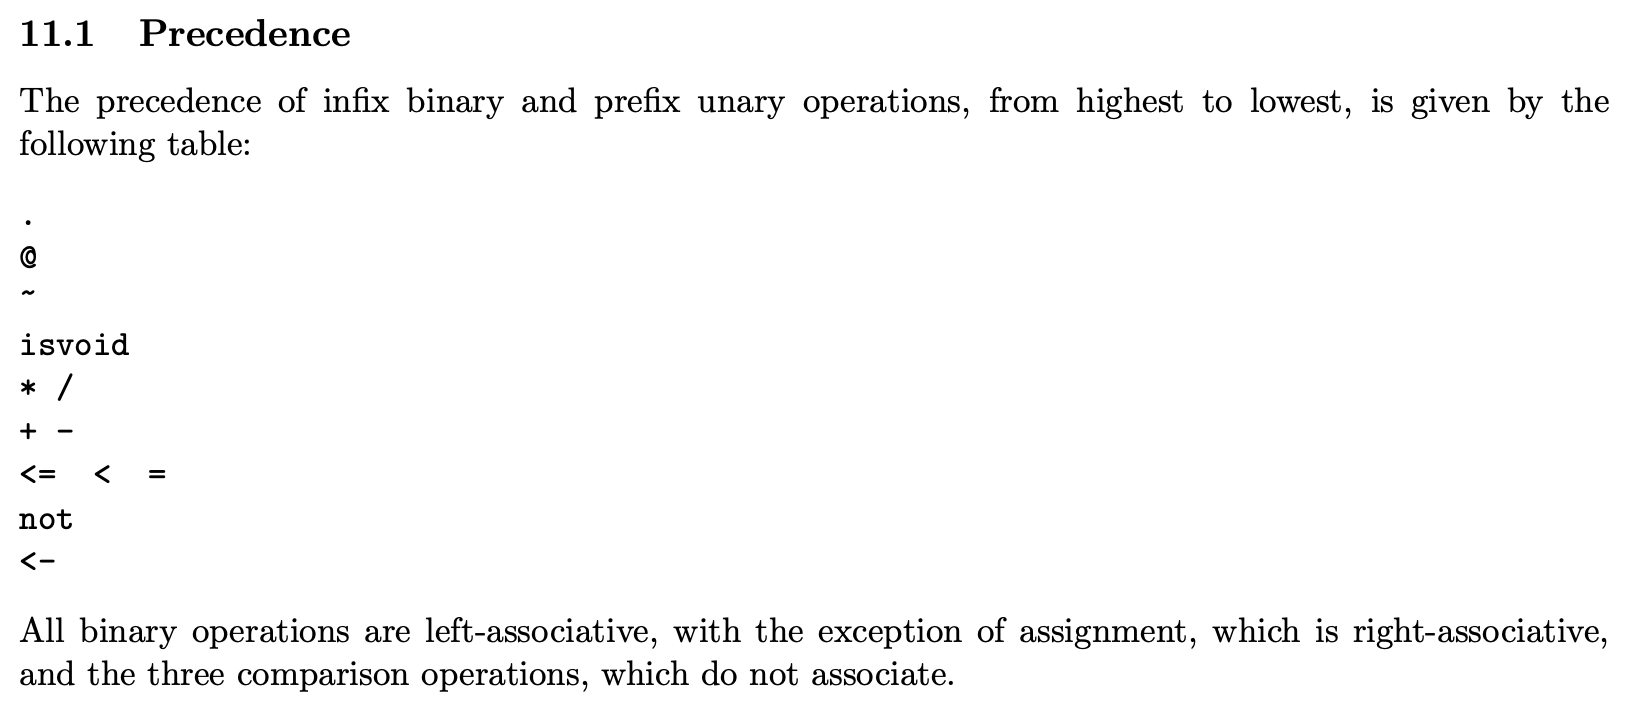 11.1 Precedence
The precedence of infix binary and prefix unary operations, from highest to lowest, is given by the
following table:
.
@
~
isvoid
* /
+ -
<= < =
not
<-
All binary operations are left-associative, with the exception of assignment, which is right-associative,
and the three comparison operations, which do not associate.